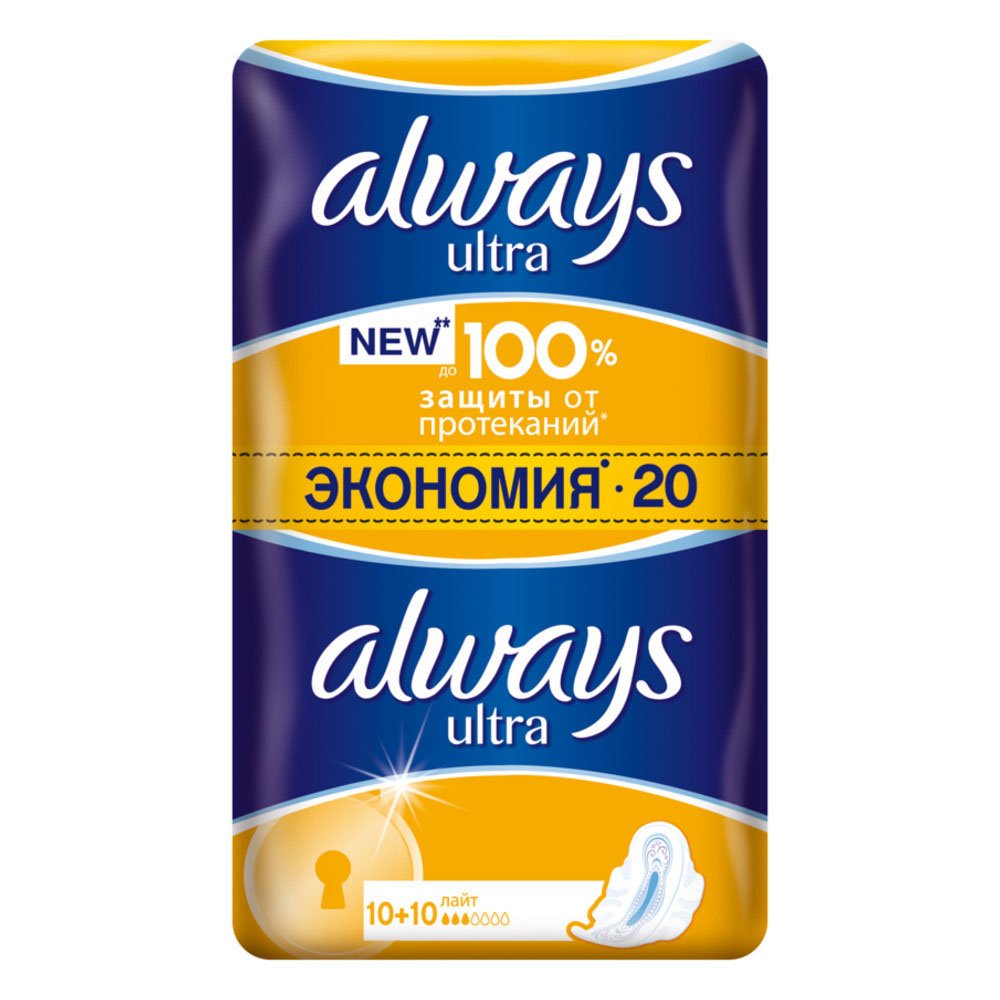 always
ultra
NEW**
до 100%
защиты от
протеканий*
ЭКОНОМИЯ• · 20
always
ultra
лайт
10+10